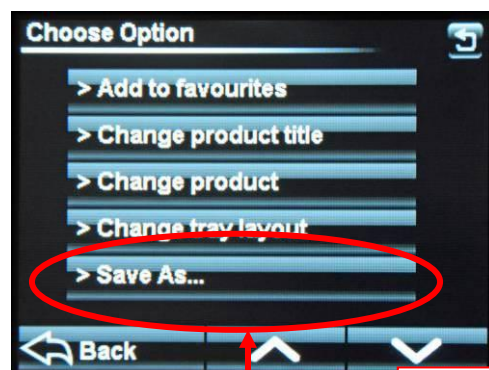 Choose Option
> Add to favourites
> Change product title
> Change product
> Change tray layout
> Save As...
Back